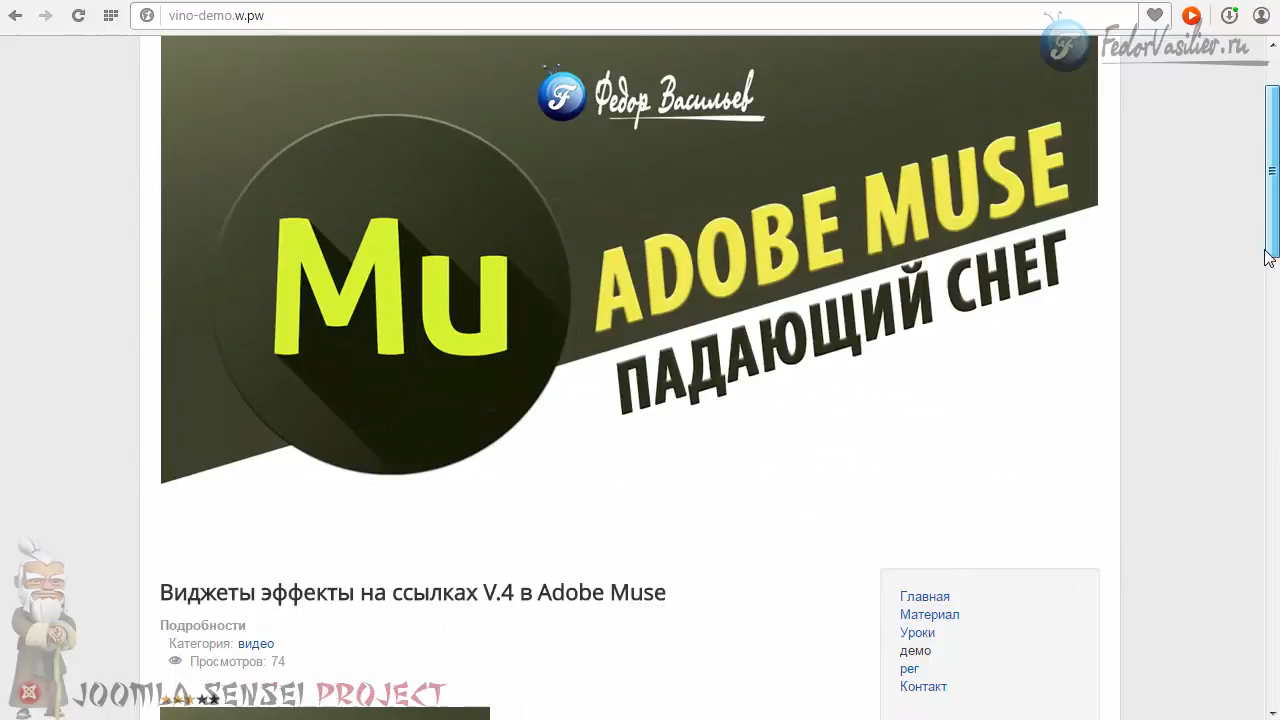 vino-demo.w.pw
FedorVasiliev.ru
Федор Васильев
Mu
ADOBE MUSE
ПАДАЮЩИЙ СНЕГ
Виджеты эффекты на ссылках V.4 в Adobe Muse
Подробности
Категория: видео
Просмотров: 74
Главная
Материал
Уроки
демо
рег
Контакт
JOOMLA SENSEI PROJECT